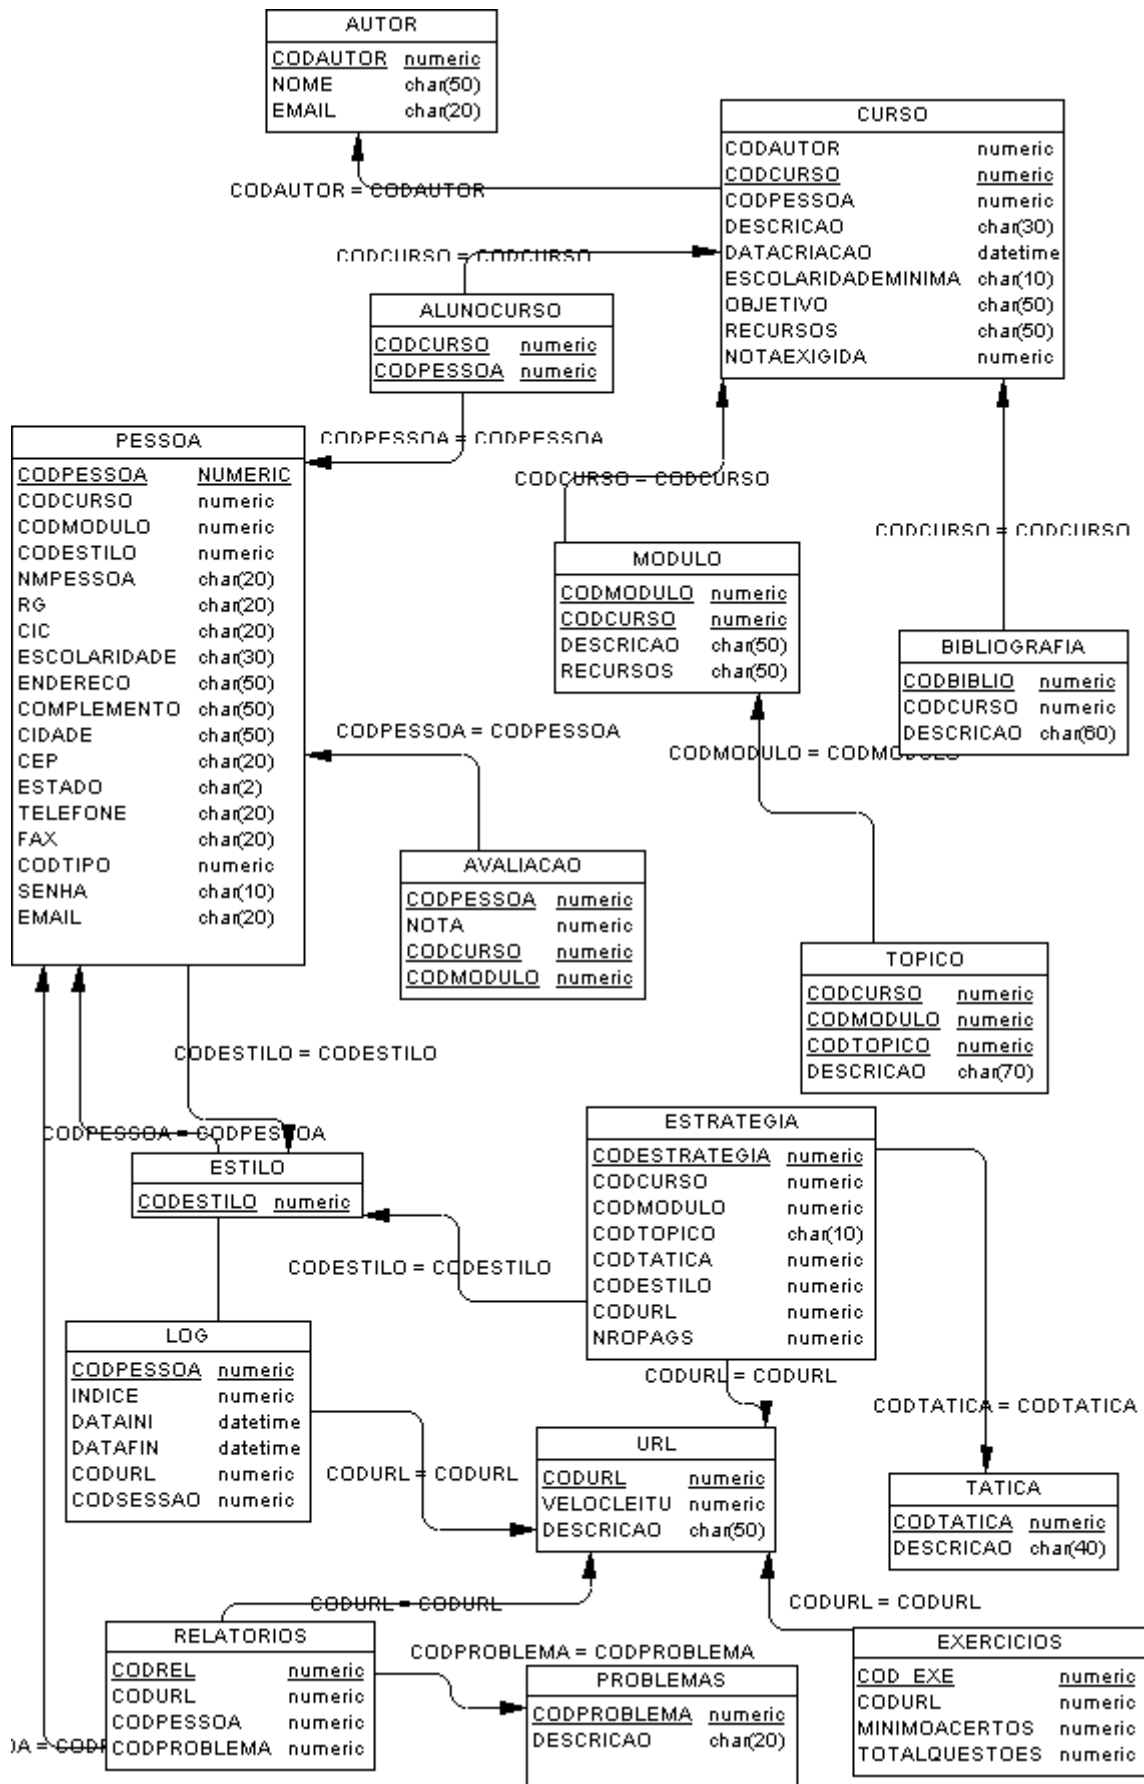 AUTOR
CODAUTOR numeric
NOME char(50)
EMAIL char(20)
CODAUTOR = CODAUTOR
CURSO
CODAUTOR numeric
CODCURSO numeric
CODPESSOA numeric
DESCRICAO char(30)
DATACRIACAO datetime
ESCOLARIDADEMINIMA char(10)
OBJETIVO char(50)
RECURSOS char(50)
NOTAEXIGIDA numeric
CODCURSO = CODCURSO
ALUNOCURSO
CODCURSO numeric
CODPESSOA numeric
CODPESSOA = CODPESSOA
PESSOA
CODPESSOA NUMERIC
CODCURSO numeric
CODMODULO numeric
CODESTILO numeric
NMPESSOA char(20)
RG char(20)
CIC char(20)
ESCOLARIDADE char(30)
ENDERECO char(50)
COMPLEMENTO char(50)
CIDADE char(50)
CEP char(20)
ESTADO char(2)
TELEFONE char(20)
FAX char(20)
CODTIPO numeric
SENHA char(10)
EMAIL char(20)
CODCURSO = CODCURSO
CODCURSO = CODCURSO
MODULO
CODMODULO numeric
CODCURSO numeric
DESCRICAO char(50)
RECURSOS char(50)
BIBLIOGRAFIA
CODBIBLIO numeric
CODCURSO numeric
DESCRICAO char(60)
CODPESSOA = CODPESSOA
CODMODULO = CODMODULO
AVALIACAO
CODPESSOA numeric
NOTA numeric
CODCURSO numeric
CODMODULO numeric
TOPICO
CODCURSO numeric
CODMODULO numeric
CODTOPICO numeric
DESCRICAO char(70)
CODESTILO = CODESTILO
CODPESSOA = CODPESSOA
ESTILO
CODESTILO numeric
ESTRATEGIA
CODESTRATEGIA numeric
CODCURSO numeric
CODMODULO numeric
CODTOPICO char(10)
CODTATICA numeric
CODESTILO numeric
CODURL numeric
NROPAGS numeric
CODESTILO = CODESTILO
LOG
CODPESSOA numeric
INDICE numeric
DATAINI datetime
DATAFIN datetime
CODURL numeric
CODSESSAO numeric
CODURL = CODURL
CODTATICA = CODTATICA
CODURL = CODURL
URL
CODURL numeric
VELOCLEITU numeric
DESCRICAO char(50)
TATICA
CODTATICA numeric
DESCRICAO char(40)
CODURL = CODURL
CODURL = CODURL
RELATORIOS
CODREL numeric
CODURL numeric
CODPESSOA numeric
CODPROBLEMA numeric
CODPROBLEMA = CODPROBLEMA
PROBLEMAS
CODPROBLEMA numeric
DESCRICAO char(20)
EXERCICIOS
COD_EXE numeric
CODURL numeric
MINIMOACERTOS numeric
TOTALQUESTOES numeric